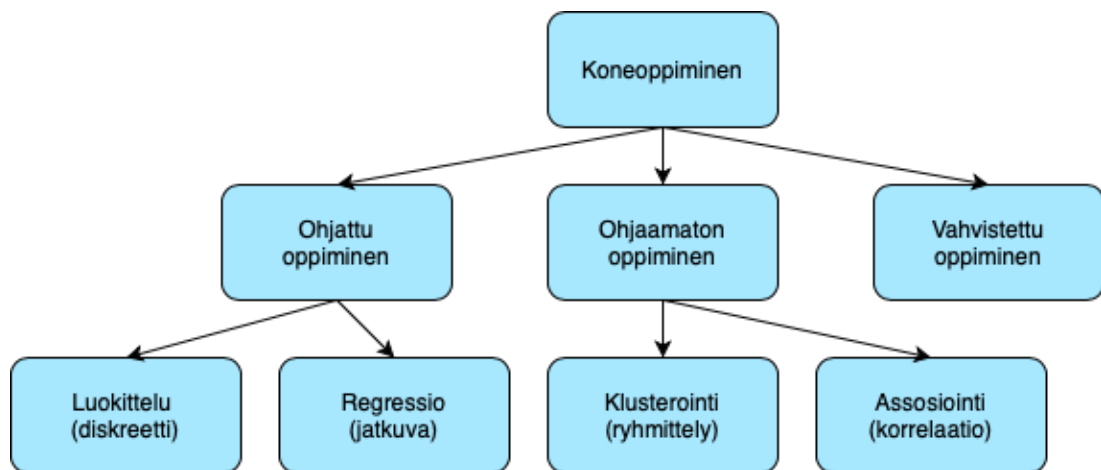 Koneoppiminen
Ohjattu
oppiminen
Ohjaamaton
oppiminen
Vahvistettu
oppiminen
Luokittelu
(diskreetti)
Regressio
(jatkuva)
Klusterointi
(ryhmittely)
Assosiointi
(korrelaatio)